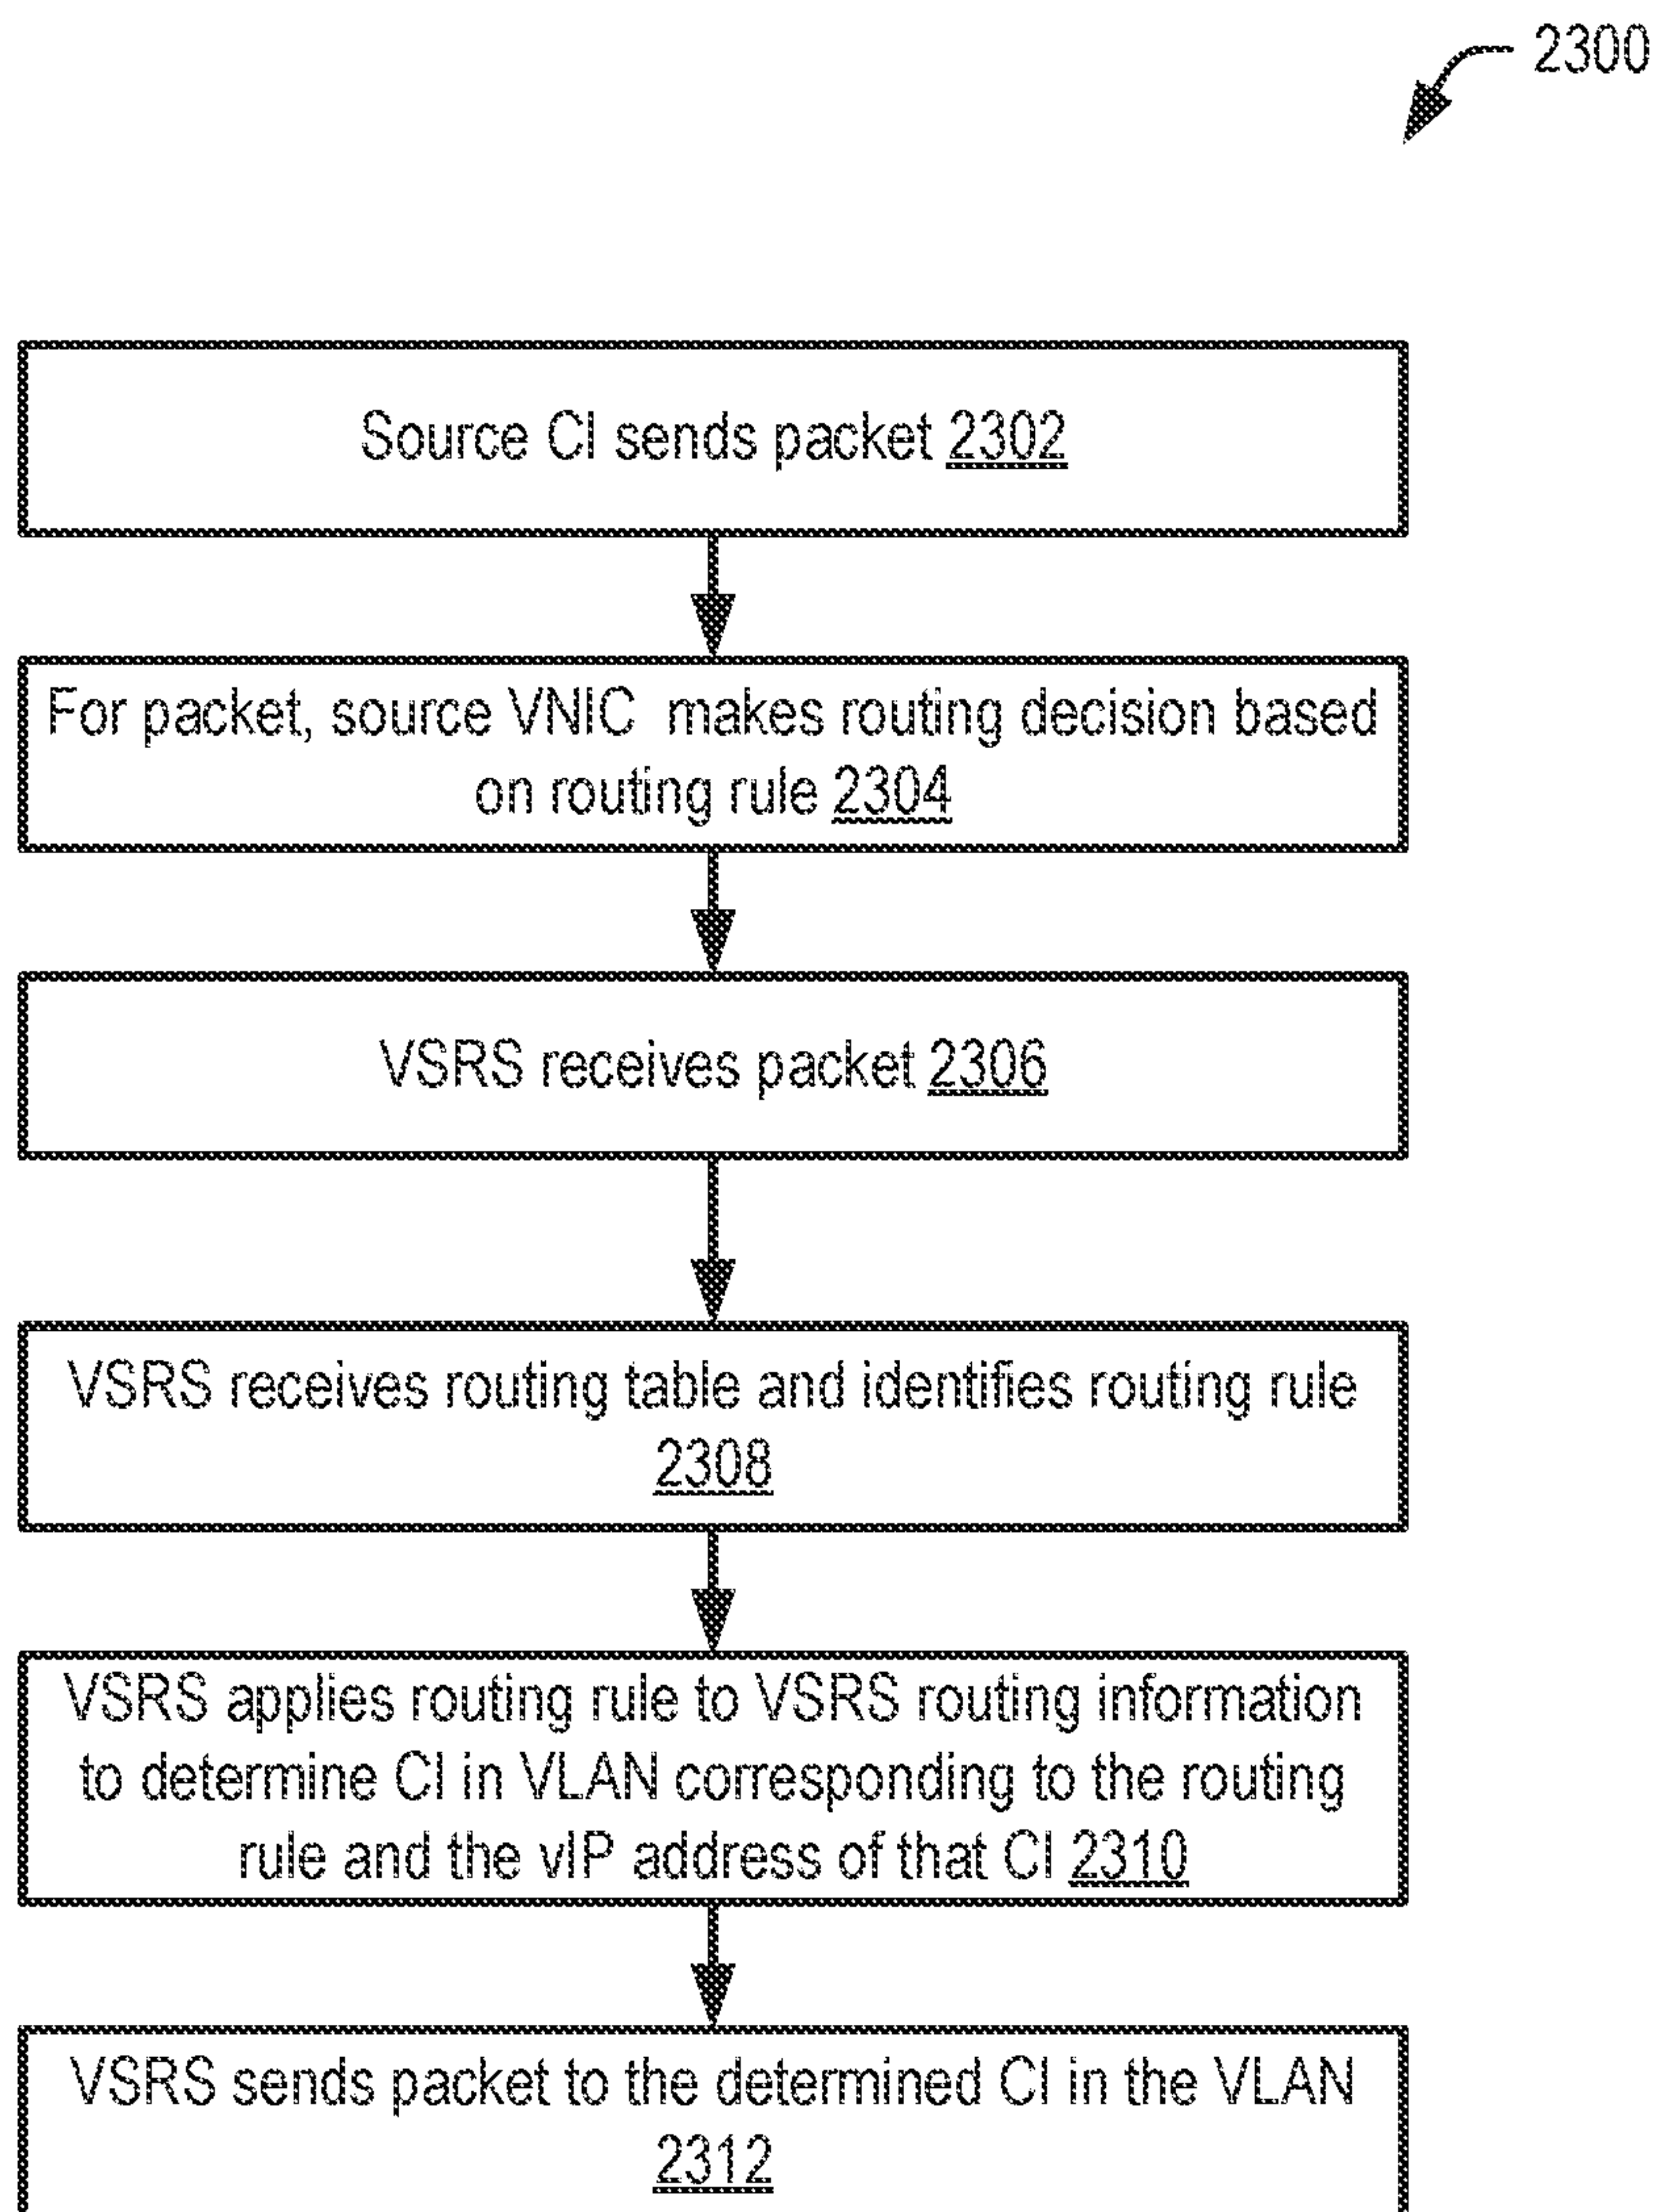 2300
Source CI sends packet 2302
For packet, source VNIC makes routing decision based
on routing rule 2304
VSRS receives packet 2306
VSRS receives routing table and identifies routing rule
2308
VSRS applies routing rule to VSRS routing information
to determine CI in VLAN corresponding to the routing
rule and the vIP address of that CI 2310
VSRS sends packet to the determined CI in the VLAN
2312